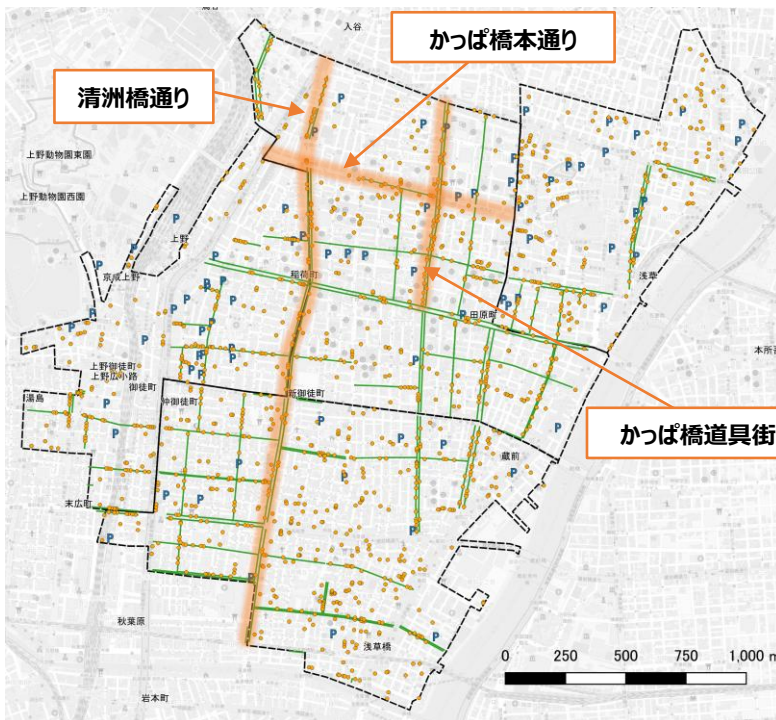 鶯谷
入谷
かっぱ橋本通り
清洲橋通り
上野動物園東園
上野動物園西園
上野
京成上野
稲荷町
浅草
田原町
本所吾
上野御徒町
上野広小路
御徒町
湯島
仲御徒町
新御徒町
かっぱ橋道具街
蔵前
末広町
秋葉原
浅草橋
岩本町
0 250 500 750 1,000 m